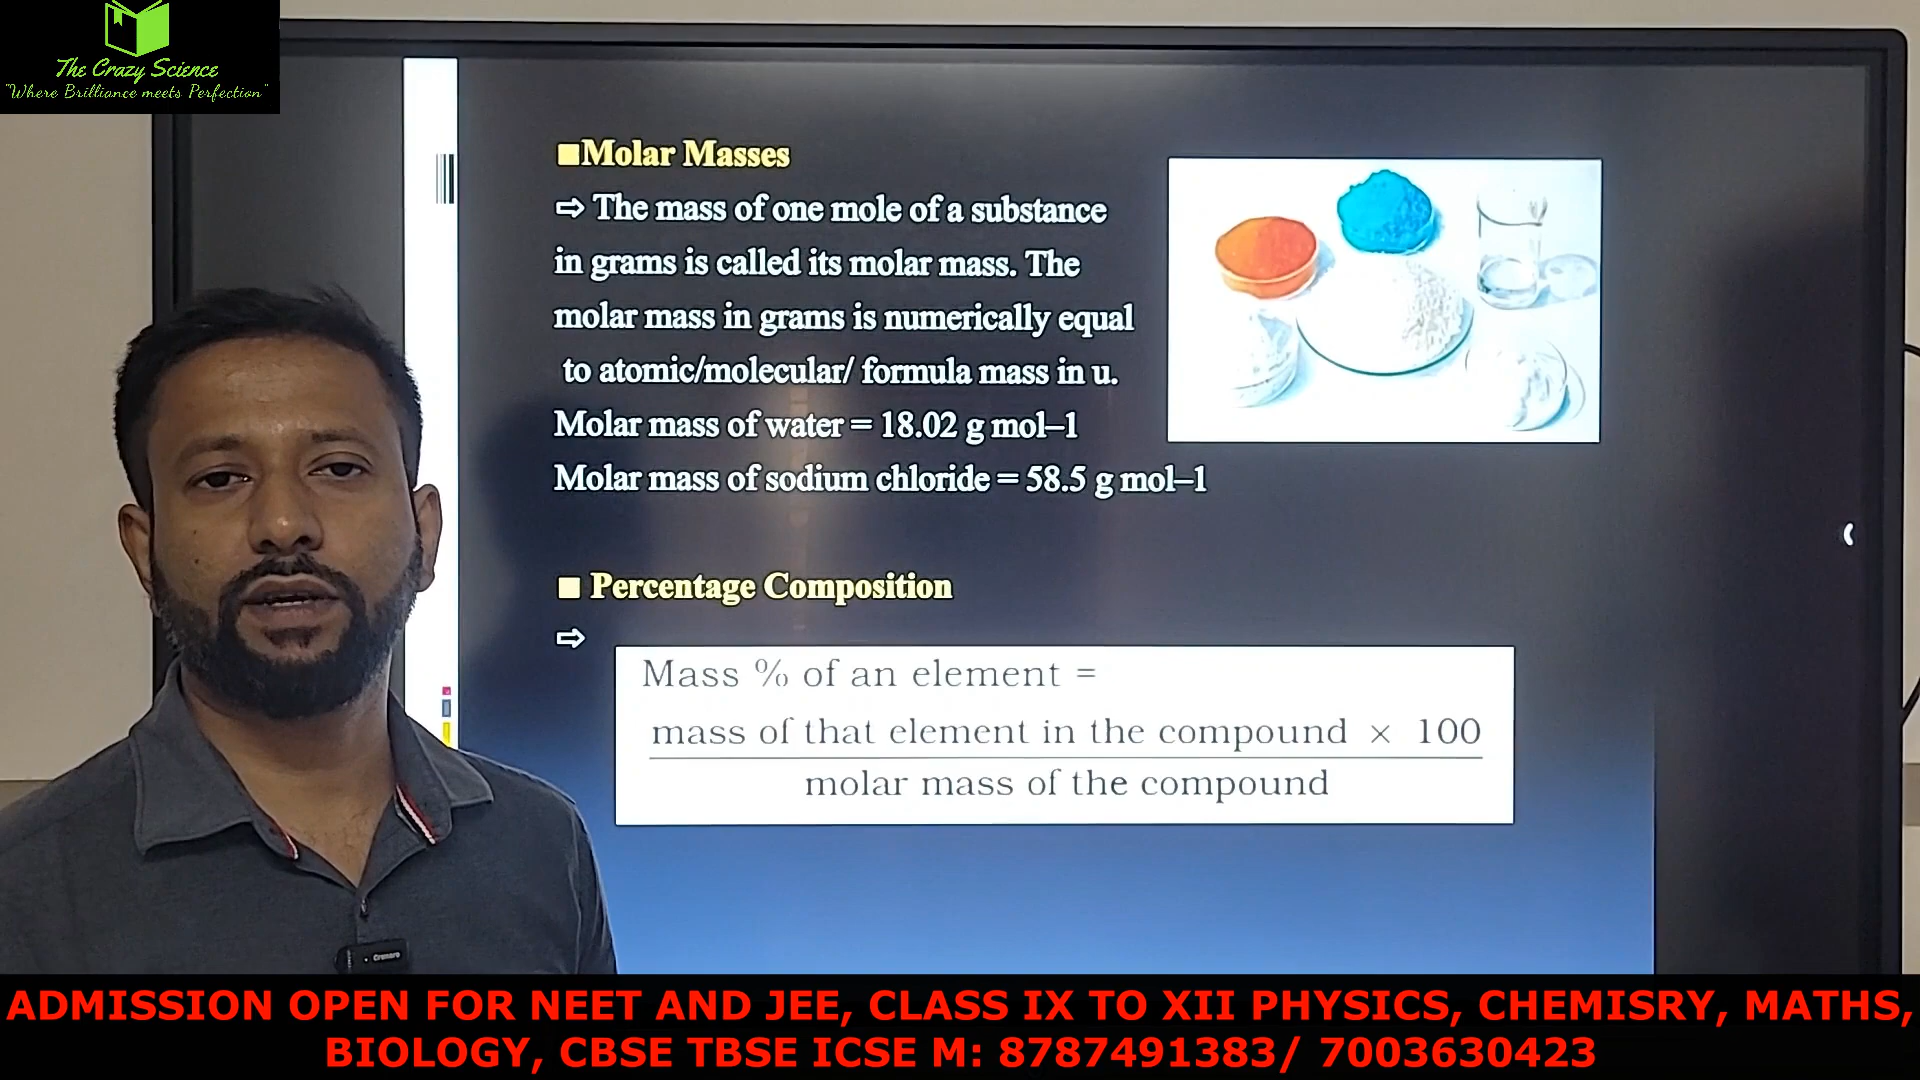 The Crazy Science
"Where Brilliance meets Perfection"
■Molar Masses
⇨ The mass of one mole of a substance
in grams is called its molar mass. The
molar mass in grams is numerically equal
to atomic/molecular/ formula mass in u.
Molar mass of water = 18.02 g mol–1
Molar mass of sodium chloride = 58.5 g mol–1
■ Percentage Composition
⇨
Mass % of an element =
mass of that element in the compound × 100
molar mass of the compound
ADMISSION OPEN FOR NEET AND JEE, CLASS IX TO XII PHYSICS, CHEMISRY, MATHS,
BIOLOGY, CBSE TBSE ICSE M: 8787491383/ 7003630423